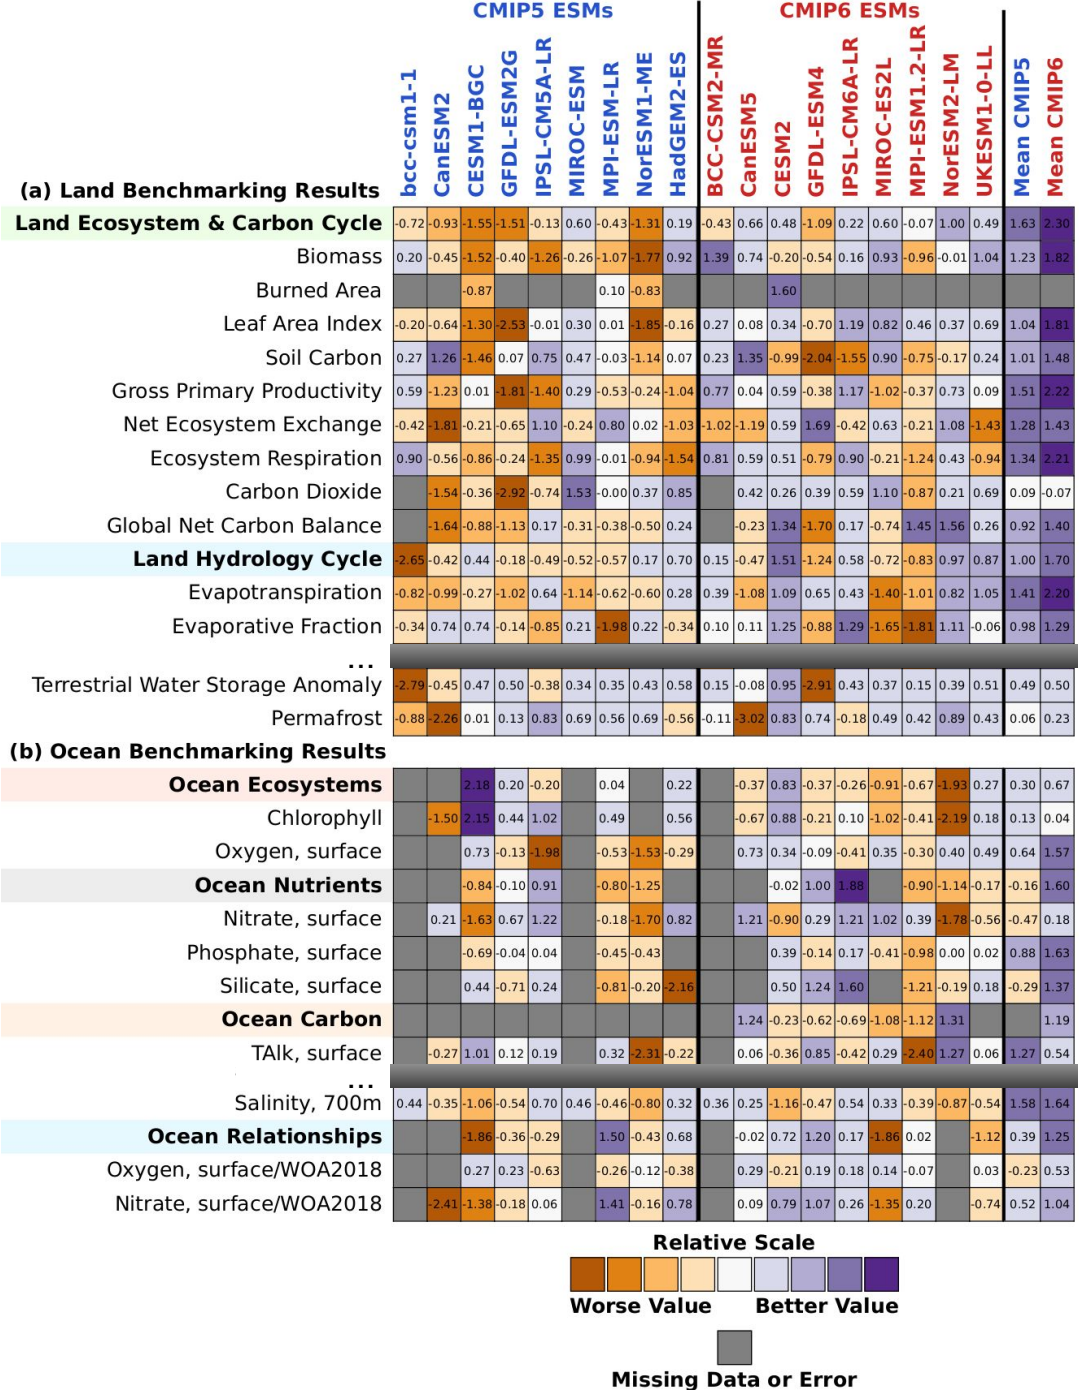 CMIP5 ESMs CMIP6 ESMs
bcc-csm1-1 CanESM2 CESM1-BGC GFDL-ESM2G IPSL-CM5A-LR MIROC-ESM MPI-ESM-LR NorESM1-ME HadGEM2-ES BCC-CSM2-MR CanESM5 CESM2 GFDL-ESM4 IPSL-CM6A-LR MIROC-ES2L MPI-ESM1.2-LR NorESM2-LM UKESM1-0-LL Mean CMIP5 Mean CMIP6
(a) Land Benchmarking Results
Land Ecosystem & Carbon Cycle -0.72 -0.93 -1.55 -1.51 -0.13 0.60 -0.43 -1.31 0.19 -0.43 0.66 0.48 -1.09 0.22 0.60 -0.07 1.00 0.49 1.63 2.30
Biomass 0.20 -0.45 -1.52 -0.40 -1.26 -0.26 -1.07 -1.77 0.92 1.39 0.74 -0.20 -0.54 0.16 0.93 -0.96 -0.01 1.04 1.23 1.82
Burned Area -0.87 0.10 -0.83 1.60
Leaf Area Index -0.20 -0.64 -1.30 -2.53 -0.01 0.30 0.01 -1.85 -0.16 0.27 0.08 0.34 -0.70 1.19 0.82 0.46 0.37 0.69 1.04 1.81
Soil Carbon 0.27 1.26 -1.46 0.07 0.75 0.47 -0.03 -1.14 0.07 0.23 1.35 -0.99 -2.04 -1.55 0.90 -0.75 -0.17 0.24 1.01 1.48
Gross Primary Productivity 0.59 -1.23 0.01 -1.81 -1.40 0.29 -0.53 -0.24 -1.04 0.77 0.04 0.59 -0.38 1.17 -1.02 -0.37 0.73 0.09 1.51 2.22
Net Ecosystem Exchange -0.42 -1.81 -0.21 -0.65 1.10 -0.24 0.80 0.02 -1.03 -1.02 -1.19 0.59 1.69 -0.42 0.63 -0.21 1.08 -1.43 1.28 1.43
Ecosystem Respiration 0.90 -0.56 -0.86 -0.24 -1.35 0.99 -0.01 -0.94 -1.54 0.81 0.59 0.51 -0.79 0.90 -0.21 -1.24 0.43 -0.94 1.34 2.21
Carbon Dioxide -1.54 -0.36 -2.92 -0.74 1.53 -0.00 0.37 0.85 0.42 0.26 0.39 0.59 1.10 -0.87 0.21 0.69 0.09 -0.07
Global Net Carbon Balance -1.64 -0.88 -1.13 0.17 -0.31 -0.38 -0.50 0.24 -0.23 1.34 -1.70 0.17 -0.74 1.45 1.56 0.26 0.92 1.40
Land Hydrology Cycle -2.65 -0.42 0.44 -0.18 -0.49 -0.52 -0.57 0.17 0.70 0.15 -0.47 1.51 -1.24 0.58 -0.72 -0.83 0.97 0.87 1.00 1.70
Evapotranspiration -0.82 -0.99 -0.27 -1.02 0.64 -1.14 -0.62 -0.60 0.28 0.39 -1.08 1.09 0.65 0.43 -1.40 -1.01 0.82 1.05 1.41 2.20
Evaporative Fraction -0.34 0.74 0.74 -0.14 -0.85 0.21 -1.98 0.22 -0.34 0.10 0.11 1.25 -0.88 1.29 -1.65 -1.81 1.11 -0.06 0.98 1.29
...
Terrestrial Water Storage Anomaly -2.79 -0.45 0.47 0.50 -0.38 0.34 0.35 0.43 0.58 0.15 -0.08 0.95 -2.91 0.43 0.37 0.15 0.39 0.51 0.49 0.50
Permafrost -0.88 -2.26 0.01 0.13 0.83 0.69 0.56 0.69 -0.56 -0.11 -3.02 0.83 0.74 -0.18 0.49 0.42 0.89 0.43 0.06 0.23
(b) Ocean Benchmarking Results
Ocean Ecosystems 2.18 0.20 -0.20 0.04 0.22 -0.37 0.83 -0.37 -0.26 -0.91 -0.67 -1.93 0.27 0.30 0.67
Chlorophyll -1.50 2.15 0.44 1.02 0.49 0.56 -0.67 0.88 -0.21 0.10 -1.02 -0.41 -2.19 0.18 0.13 0.04
Oxygen, surface 0.73 -0.13 -1.98 -0.53 -1.53 -0.29 0.73 0.34 -0.09 -0.41 0.35 -0.30 0.40 0.49 0.64 1.57
Ocean Nutrients -0.84 -0.10 0.91 -0.80 -1.25 -0.02 1.00 1.88 -0.90 -1.14 -0.17 -0.16 1.60
Nitrate, surface 0.21 -1.63 0.67 1.22 -0.18 -1.70 0.82 1.21 -0.90 0.29 1.21 1.02 0.39 -1.78 -0.56 -0.47 0.18
Phosphate, surface -0.69 -0.04 0.04 -0.45 -0.43 0.39 -0.14 0.17 -0.41 -0.98 0.00 0.02 0.88 1.63
Silicate, surface 0.44 -0.71 0.24 -0.81 -0.20 -2.16 0.50 1.24 1.60 -1.21 -0.19 0.18 -0.29 1.37
Ocean Carbon 1.24 -0.23 -0.62 -0.69 -1.08 -1.12 1.31 1.19
TAlk, surface -0.27 1.01 0.12 0.19 0.32 -2.31 -0.22 0.06 -0.36 0.85 -0.42 0.29 -2.40 1.27 0.06 1.27 0.54
...
Salinity, 700m 0.44 -0.35 -1.06 -0.54 0.70 0.46 -0.46 -0.80 0.32 0.36 0.25 -1.16 -0.47 0.54 0.33 -0.39 -0.87 -0.54 1.58 1.64
Ocean Relationships -1.86 -0.36 -0.29 1.50 -0.43 0.68 -0.02 0.72 1.20 0.17 -1.86 0.02 -1.12 0.39 1.25
Oxygen, surface/WOA2018 0.27 0.23 -0.63 -0.26 -0.12 -0.38 0.29 -0.21 0.19 0.18 0.14 -0.07 0.03 -0.23 0.53
Nitrate, surface/WOA2018 -2.41 -1.38 -0.18 0.06 1.41 -0.16 0.78 0.09 0.79 1.07 0.26 -1.35 0.20 -0.74 0.52 1.04
Relative Scale
Worse Value Better Value
Missing Data or Error